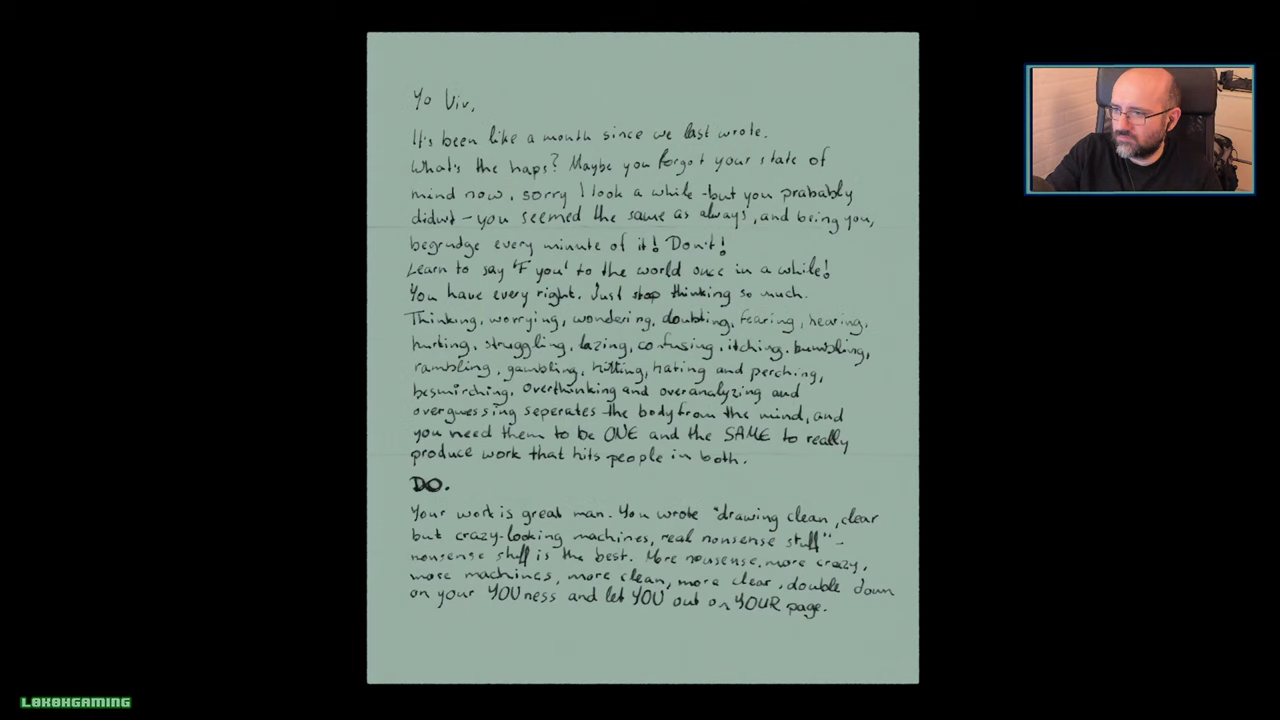 Yo Viv,
It's been like a month since we last wrote.
What's the haps? Maybe you forgot your state of
mind now, sorry I took a while - but you prabably
didn't - you seemed the same as always, and being you,
begrudge every minute of it! Don't!
Learn to say 'F you' to the world once in a while!
You have every right. Just stop thinking so much.
Thinking, worrying, wondering, doubting, fearing, hearing,
hurting, struggling, lazing, confusing, itching, bumbling,
rambling, gambling, hitting, hating and perching,
besmirching. Overthinking and overanalyzing and
overguessing seperates the body from the mind, and
you need them to be ONE and the SAME to really
produce work that hits people in both.
DO.
Your work is great man. You wrote "drawing clean, clear
but crazy-looking machines, real nonsense stuff" -
nonsense stuff is the best. More nonsense, more crazy,
more machines, more clean, more clear, double down
on your YOUness and let YOU out on YOUR page.
L0K0XGAMING